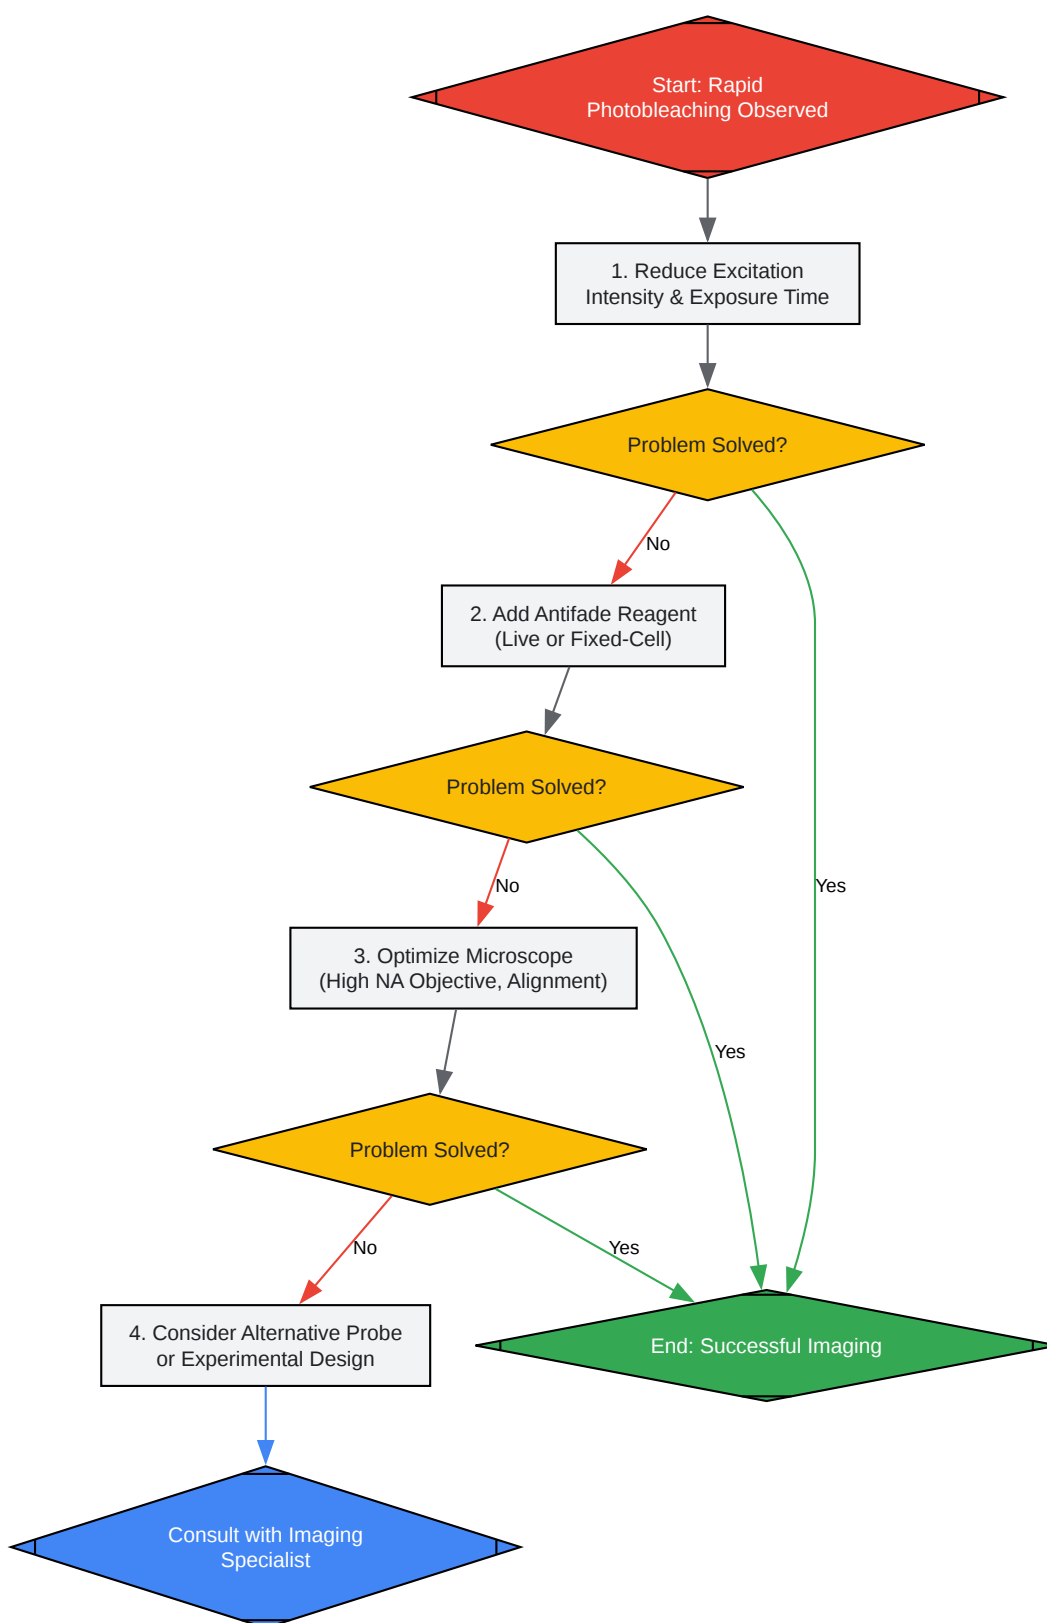 Start: Rapid
Photobleaching Observed
1. Reduce Excitation
Intensity & Exposure Time
Problem Solved?
No
2. Add Antifade Reagent
(Live or Fixed-Cell)
Problem Solved?
No
Yes
3. Optimize Microscope
(High NA Objective, Alignment)
Yes
Problem Solved?
No
Yes
4. Consider Alternative Probe
or Experimental Design
End: Successful Imaging
Consult with Imaging
Specialist